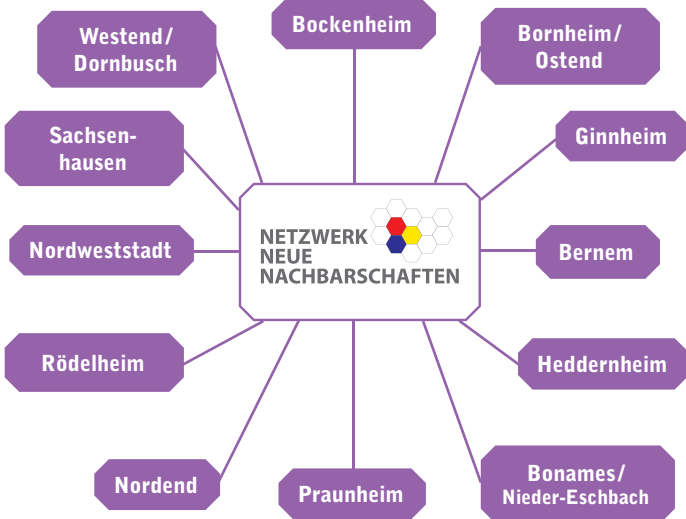 Westend/
Dornbusch
Bockenheim
Bornheim/
Ostend
Sachsen-
hausen
Ginnheim
Nordweststadt
NETZWERK
NEUE
NACHBARSCHAFTEN
Bernem
Rödelheim
Heddernheim
Nordend
Praunheim
Bonames/
Nieder-Eschbach